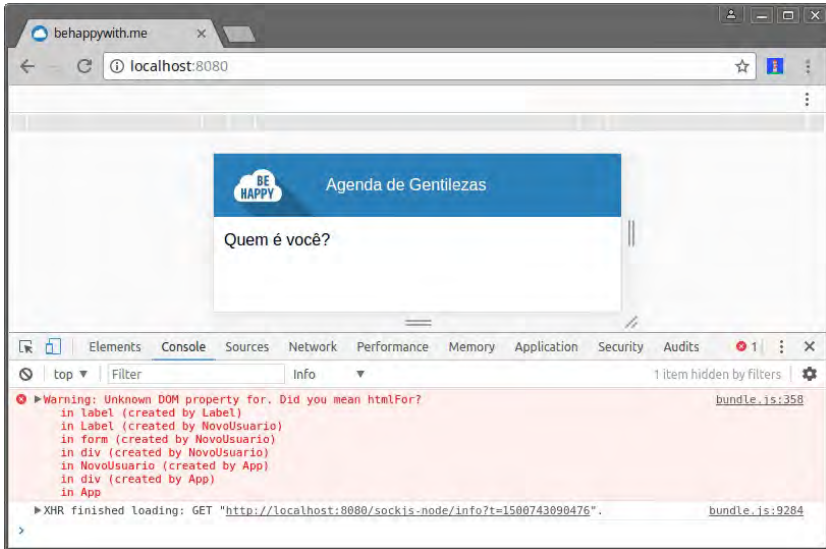 behappywith.me
localhost:8080
BE
HAPPY
Agenda de Gentilezas
Quem é você?
Elements Console Sources Network Performance Memory Application Security Audits 1
top Filter Info 1 item hidden by filters
Warning: Unknown DOM property for. Did you mean htmlFor? bundle.js:358
in label (created by Label)
in Label (created by NovoUsuario)
in form (created by NovoUsuario)
in div (created by NovoUsuario)
in NovoUsuario (created by App)
in div (created by App)
in App
XHR finished loading: GET "http://localhost:8080/sockjs-node/info?t=1500743090476". bundle.js:9284